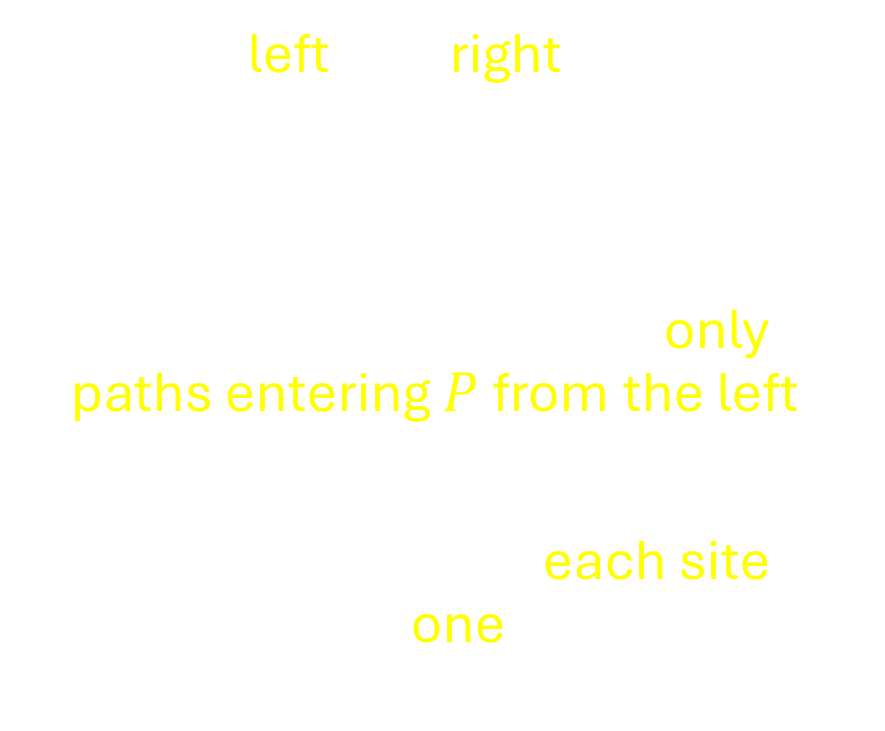 left right
only
paths entering P from the left
each site
one